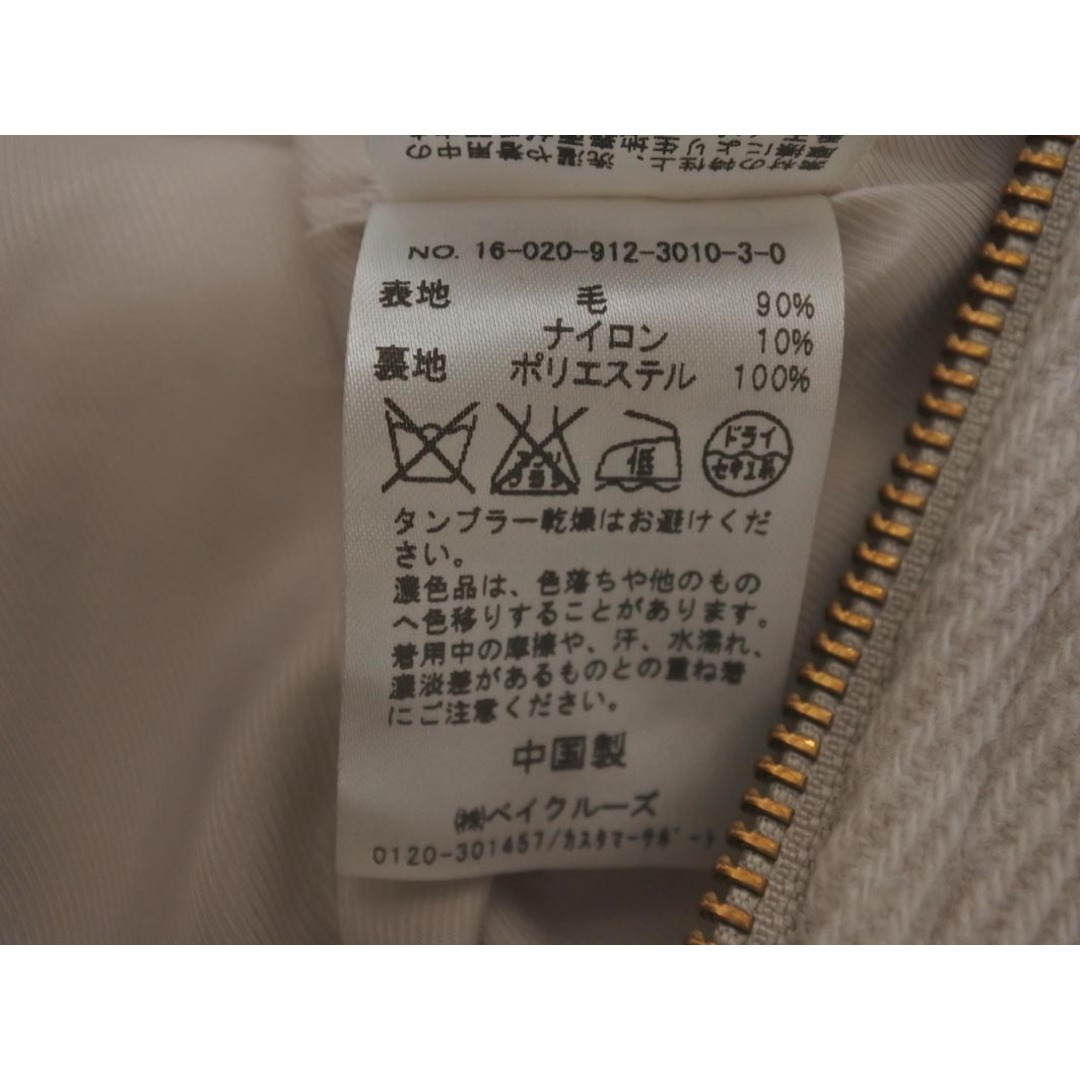 NO. 16-020-912-3010-3-0
表地 毛 90%
ナイロン 10%
裏地 ポリエステル 100%
低
ドライ
セキユ系
タンブラー乾燥はお避けくだ
さい。
濃色品は、色落ちや他のもの
へ色移りすることがあります。
着用中の摩擦や、汗、水濡れ、
濃淡差があるものとの重ね着
にご注意ください。
中国製
㈱ベイクルーズ
0120-301457/カスタマーサポート